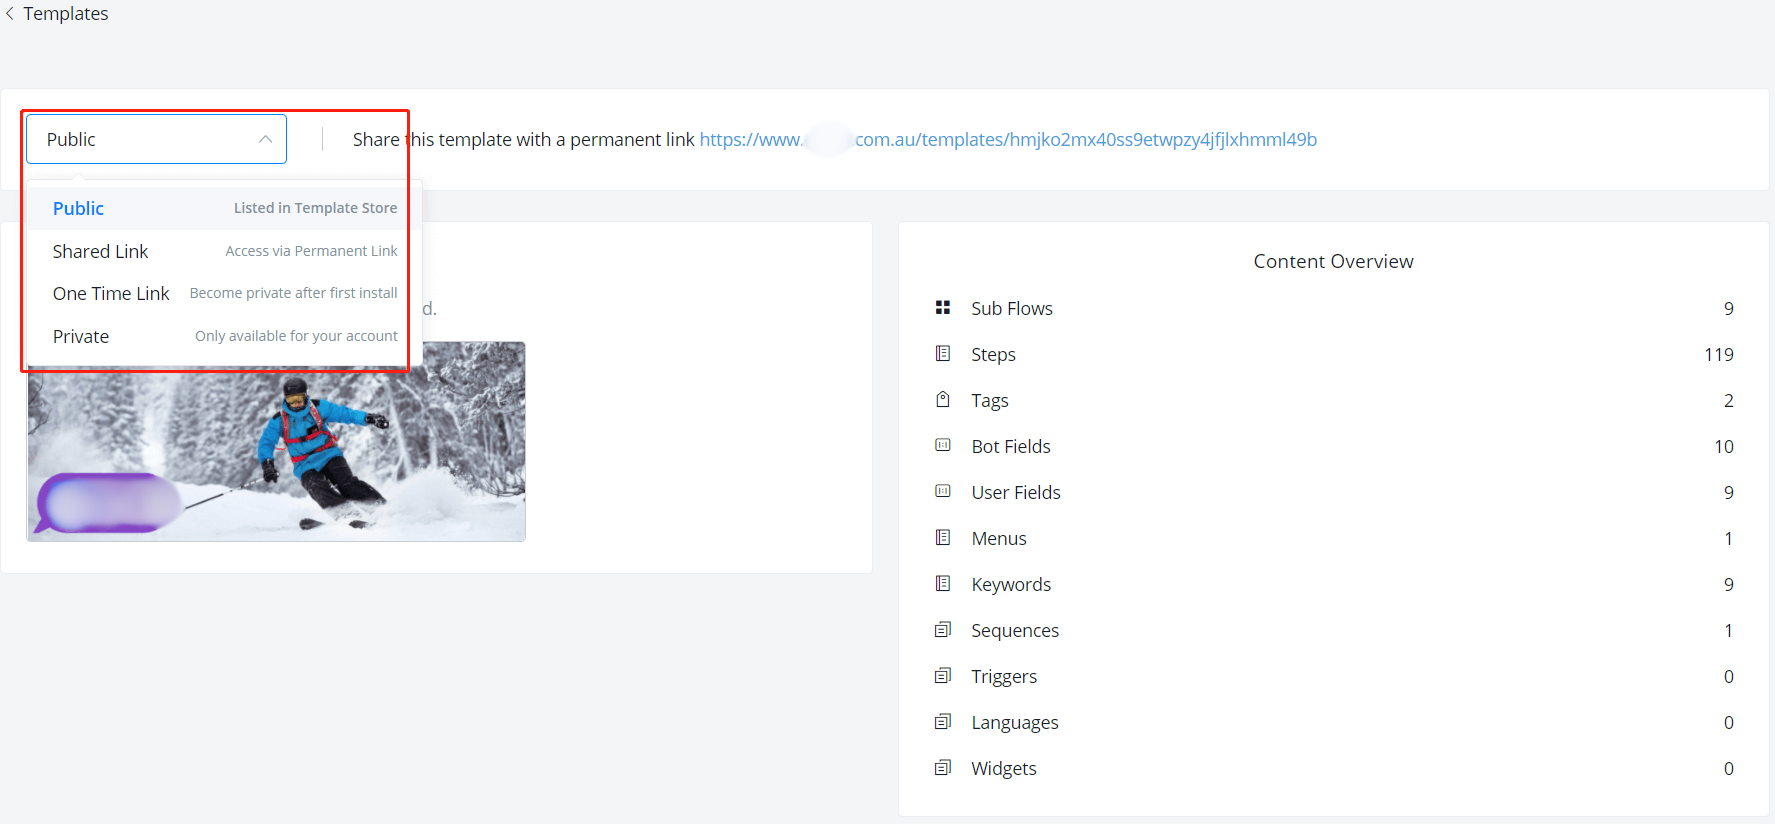 Templates
Public
Share this template with a permanent link https://www. .com.au/templates/hmjko2mx40ss9etwpzy4jfjlxhmml49b
Public Listed in Template Store
Shared Link Access via Permanent Link
One Time Link Become private after first install
Private Only available for your account
d.
Content Overview
Sub Flows 9
Steps 119
Tags 2
Bot Fields 10
User Fields 9
Menus 1
Keywords 9
Sequences 1
Triggers 0
Languages 0
Widgets 0